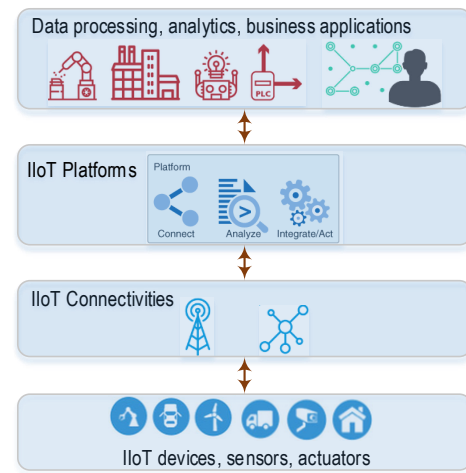 Data processing, analytics, business applications
PLC
IIoT Platforms
Platform
Connect
Analyze
Integrate/Act
IIoT Connectivities
IIoT devices, sensors, actuators